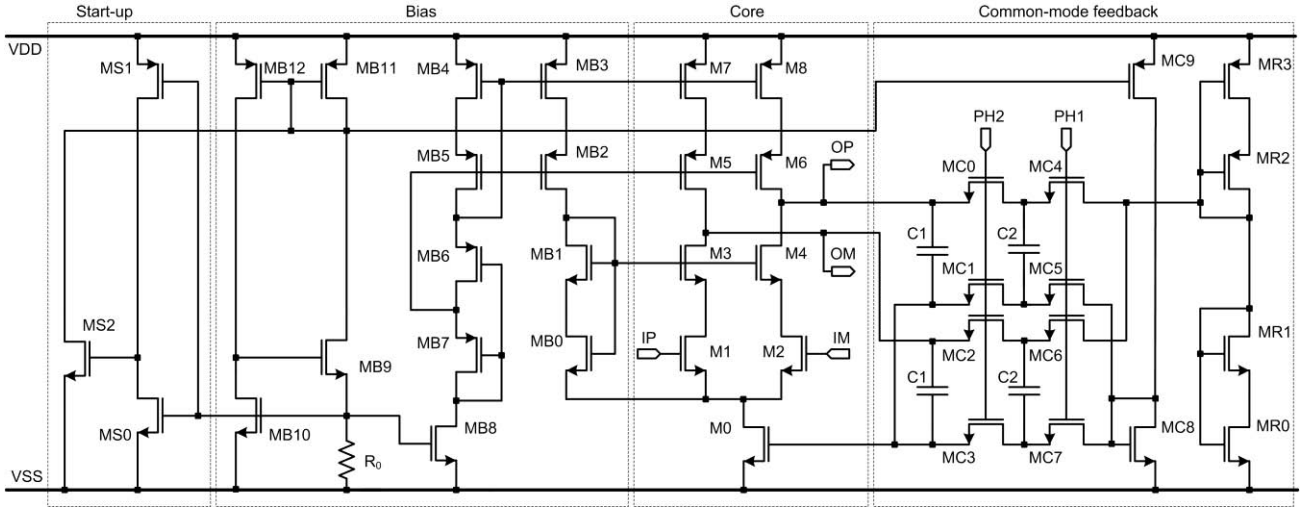 Start-up Bias Core Common-mode feedback
VDD
MS1 MB12 MB11 MB4 MB3 M7 M8 MC9 MR3
PH2 PH1
MB5 MB2 M5 M6 OP MC0 MC4 MR2
C1 C2
MB6 MB1 M3 M4 OM MC1 MC5
MS2 MB7 MB0 IP M1 M2 IM MC2 MC6 MR1
MB9
C1 C2
MS0 MB10 MB8 M0 MC8 MR0
R₀ MC3 MC7
VSS